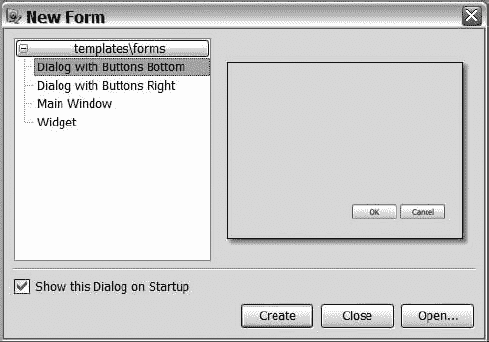 New Form
templates\forms
Dialog with Buttons Bottom
Dialog with Buttons Right
Main Window
Widget
OK Cancel
Show this Dialog on Startup
Create Close Open...